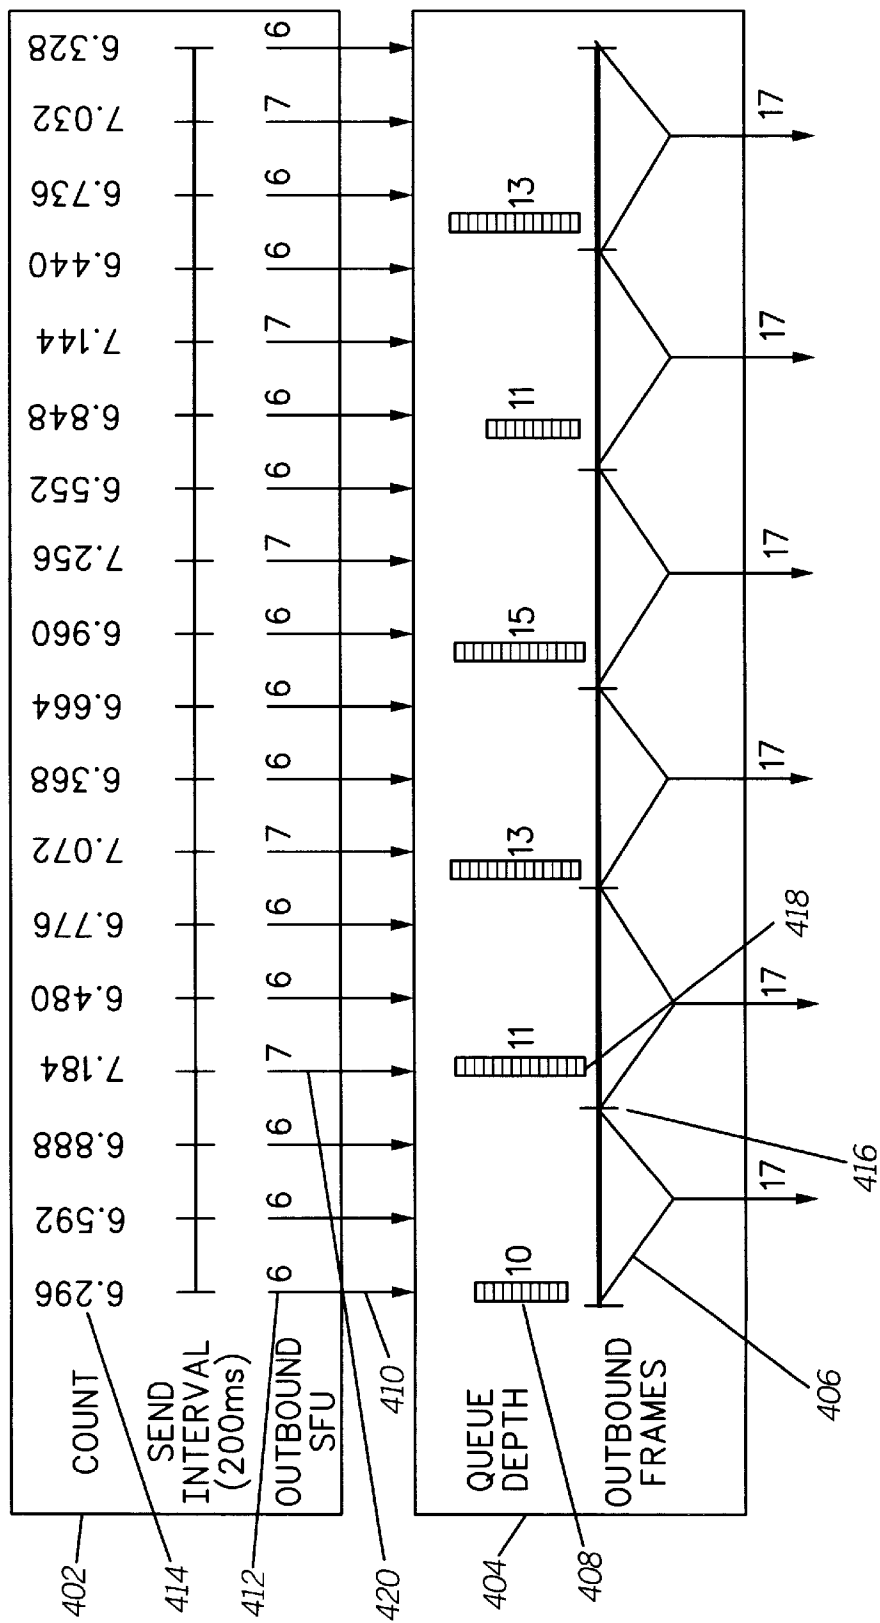 402
414
412
420
COUNT 6.296 6.592 6.888 7.184 6.480 6.776 7.072 6.368 6.664 6.960 7.256 6.552 6.848 7.144 6.440 6.736 7.032 6.328
SEND
INTERVAL
(200ms)
OUTBOUND 6 6 6 7 6 6 7 6 6 6 7 6 6 7 6 6 7 6
SFU
410
404
408
QUEUE 10 11 13 15 11 13
DEPTH
OUTBOUND
FRAMES
17 17 17 17 17 17
418
406
416